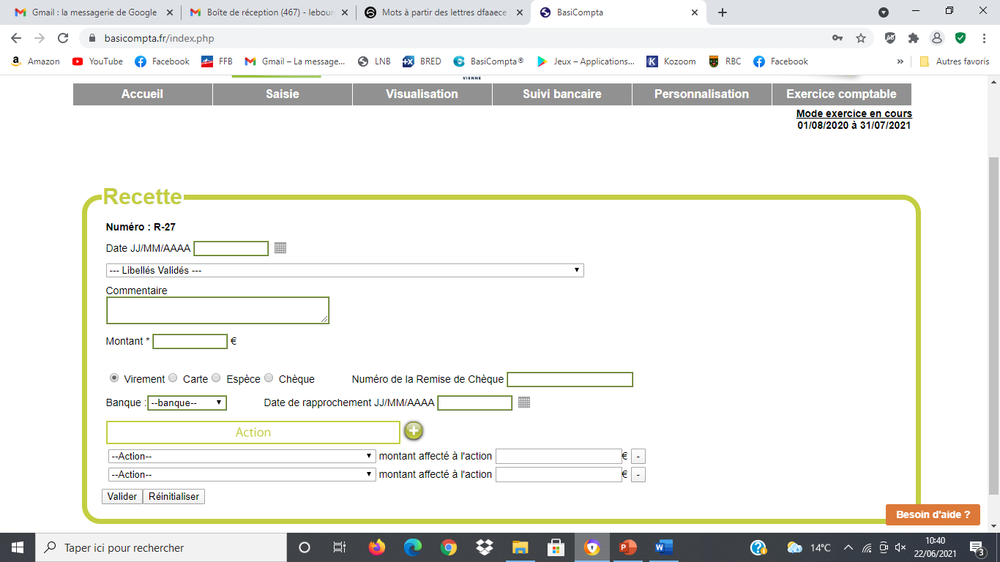 Gmail : la messagerie de Google
Boîte de réception (467) - lebour
Mots à partir des lettres dfaaece
BasiCompta
basicompta.fr/index.php
Amazon YouTube Facebook FFB Gmail – La message... LNB BRED BasiCompta® Jeux – Applications... Kozoom RBC Facebook » Autres favoris
VIENNE
Accueil Saisie Visualisation Suivi bancaire Personnalisation Exercice comptable
Mode exercice en cours
01/08/2020 à 31/07/2021
Recette
Numéro : R-27
Date JJ/MM/AAAA
--- Libellés Validés ---
Commentaire
Montant * €
Virement Carte Espèce Chèque Numéro de la Remise de Chèque
Banque : --banque-- Date de rapprochement JJ/MM/AAAA
Action
--Action-- montant affecté à l'action € -
--Action-- montant affecté à l'action € -
Valider Réinitialiser
Besoin d'aide ?
Taper ici pour rechercher
14°C
10:40
22/06/2021
3